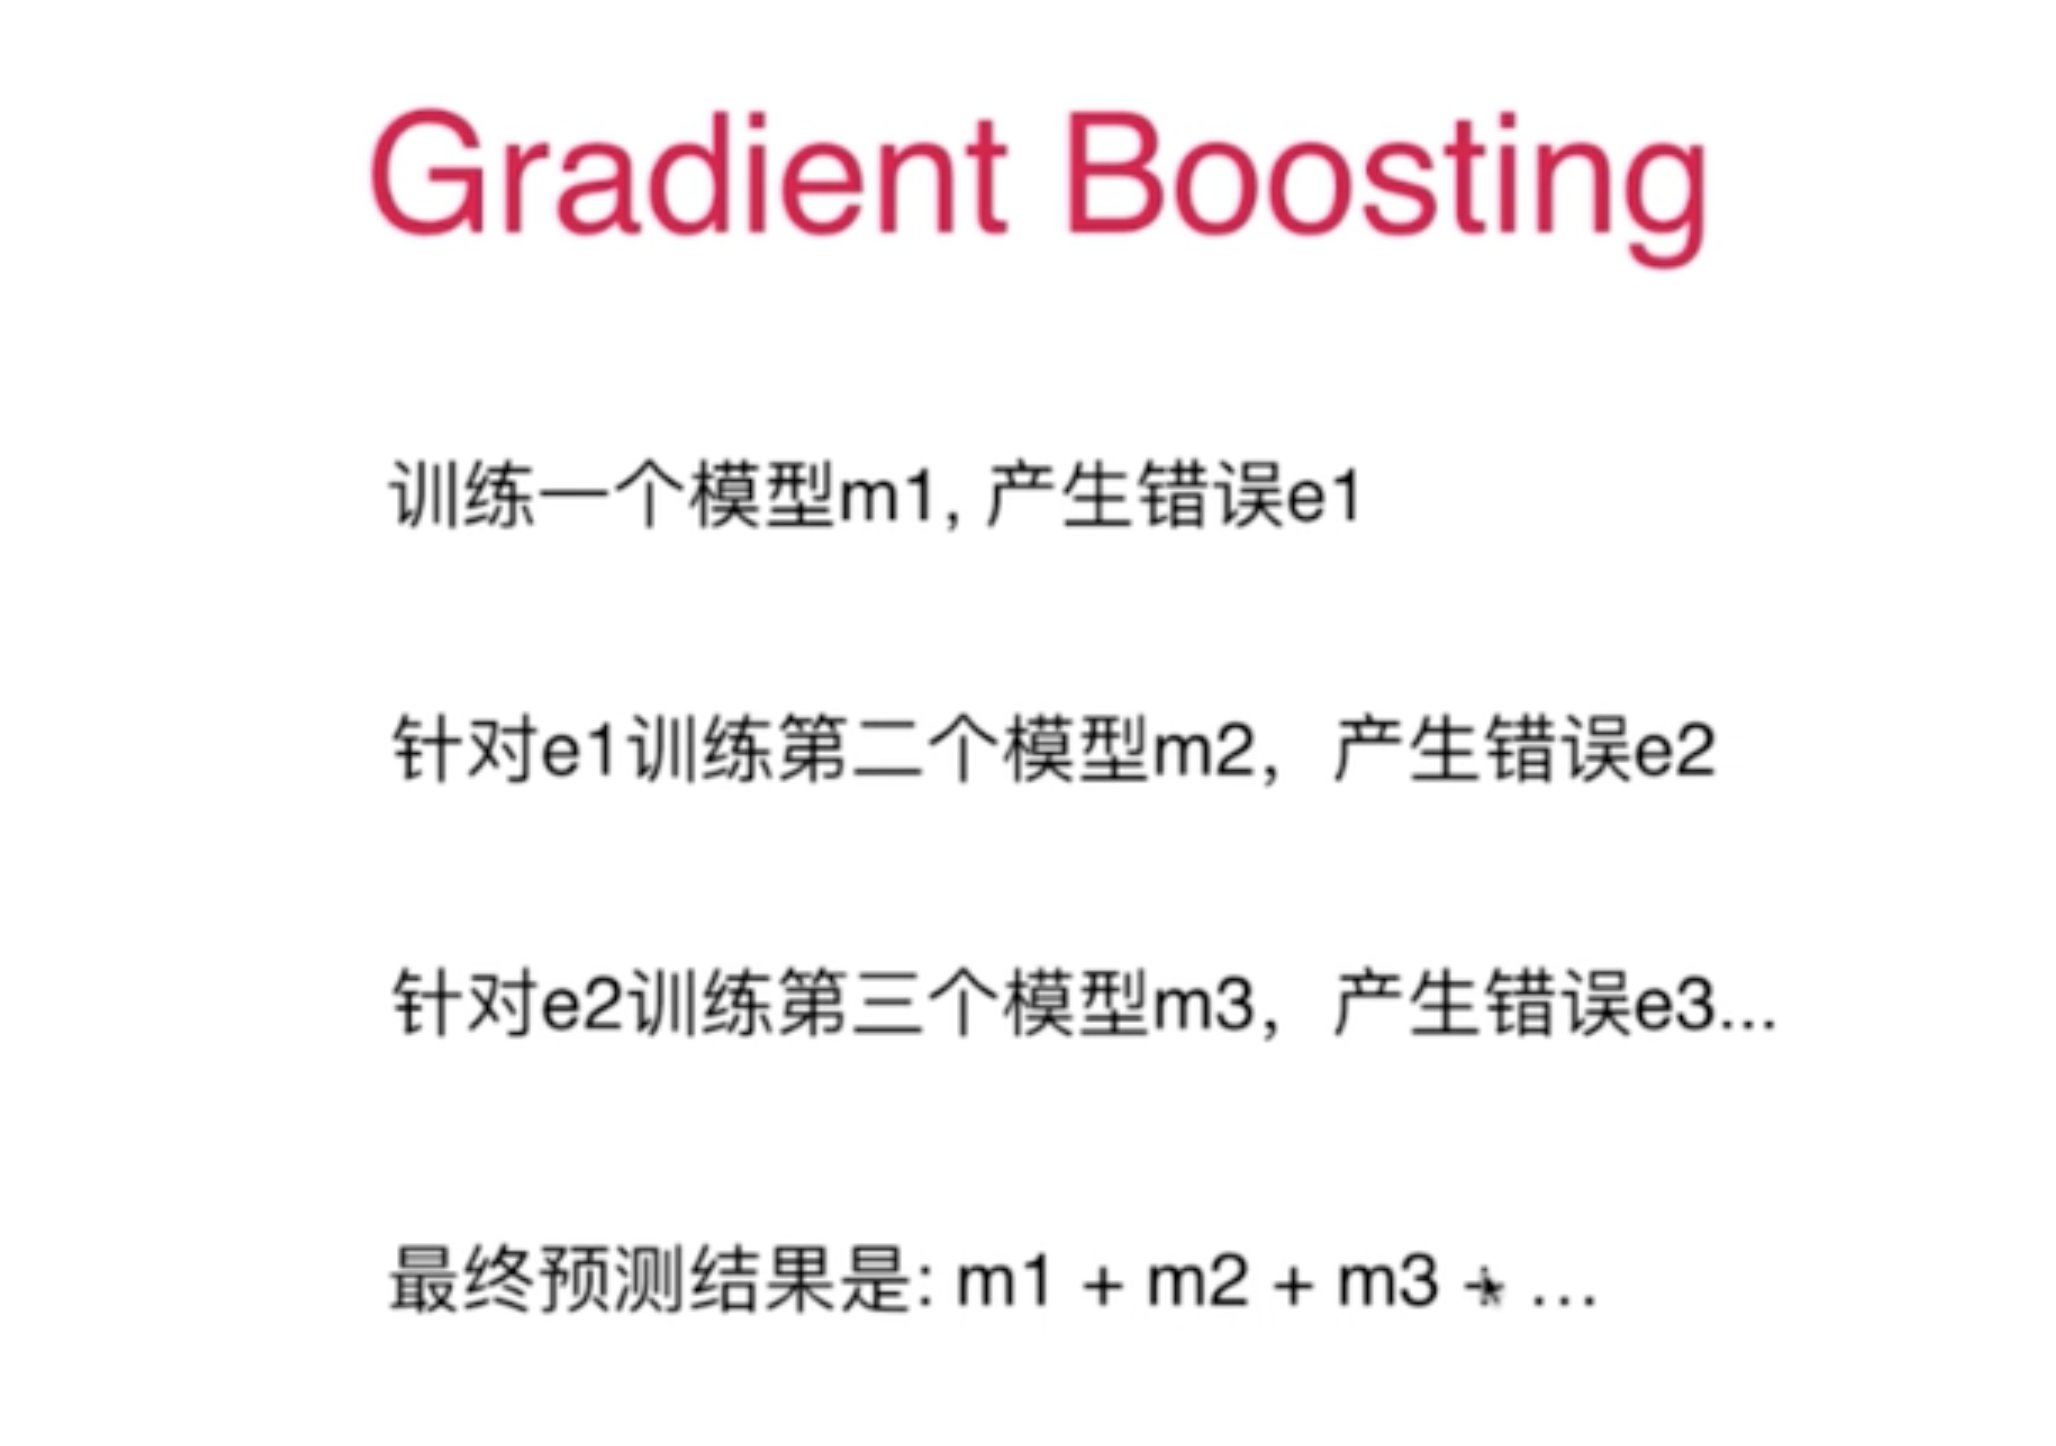 Gradient Boosting
训练一个模型m1, 产生错误e1
针对e1训练第二个模型m2，产生错误e2
针对e2训练第三个模型m3，产生错误e3...
最终预测结果是: m1 + m2 + m3 + …